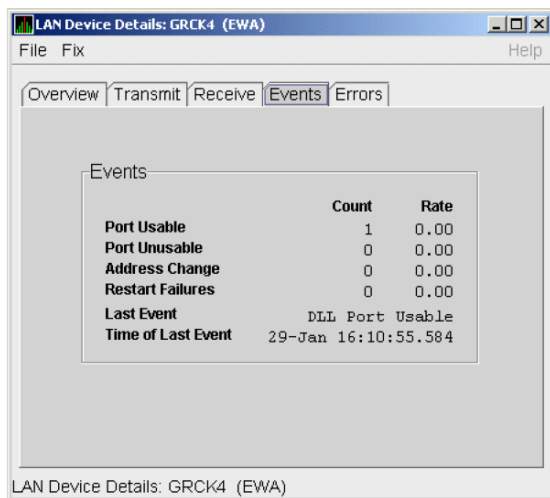 LAN Device Details: GRCK4 (EWA)
File Fix Help
Overview Transmit Receive Events Errors
Events
Count Rate
Port Usable 1 0.00
Port Unusable 0 0.00
Address Change 0 0.00
Restart Failures 0 0.00
Last Event DLL Port Usable
Time of Last Event 29-Jan 16:10:55.584
LAN Device Details: GRCK4 (EWA)